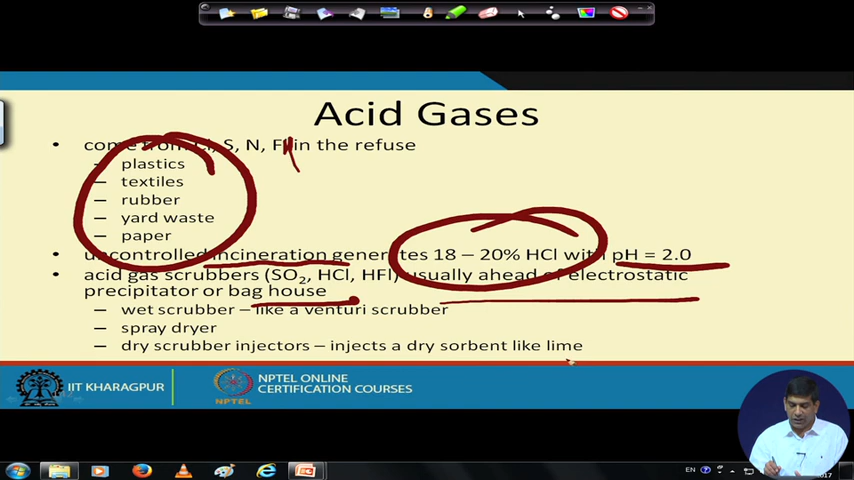 Acid Gases
• come from Cl, S, N, Fl in the refuse
– plastics
– textiles
– rubber
– yard waste
– paper
• uncontrolled incineration generates 18 – 20% HCl with pH = 2.0
• acid gas scrubbers (SO2, HCl, HFl) usually ahead of electrostatic
precipitator or bag house
– wet scrubber – like a venturi scrubber
– spray dryer
– dry scrubber injectors – injects a dry sorbent like lime
IIT KHARAGPUR
NPTEL
NPTEL ONLINE
CERTIFICATION COURSES
EN